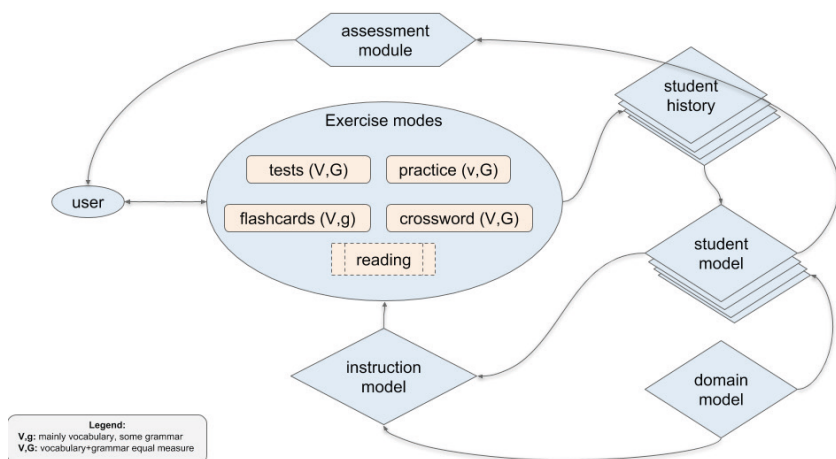 assessment
module
student
history
Exercise modes
tests (V,G)
practice (v,G)
user
flashcards (V,g)
crossword (V,G)
student
model
reading
instruction
model
domain
model
Legend:
V,g: mainly vocabulary, some grammar
V,G: vocabulary+grammar equal measure